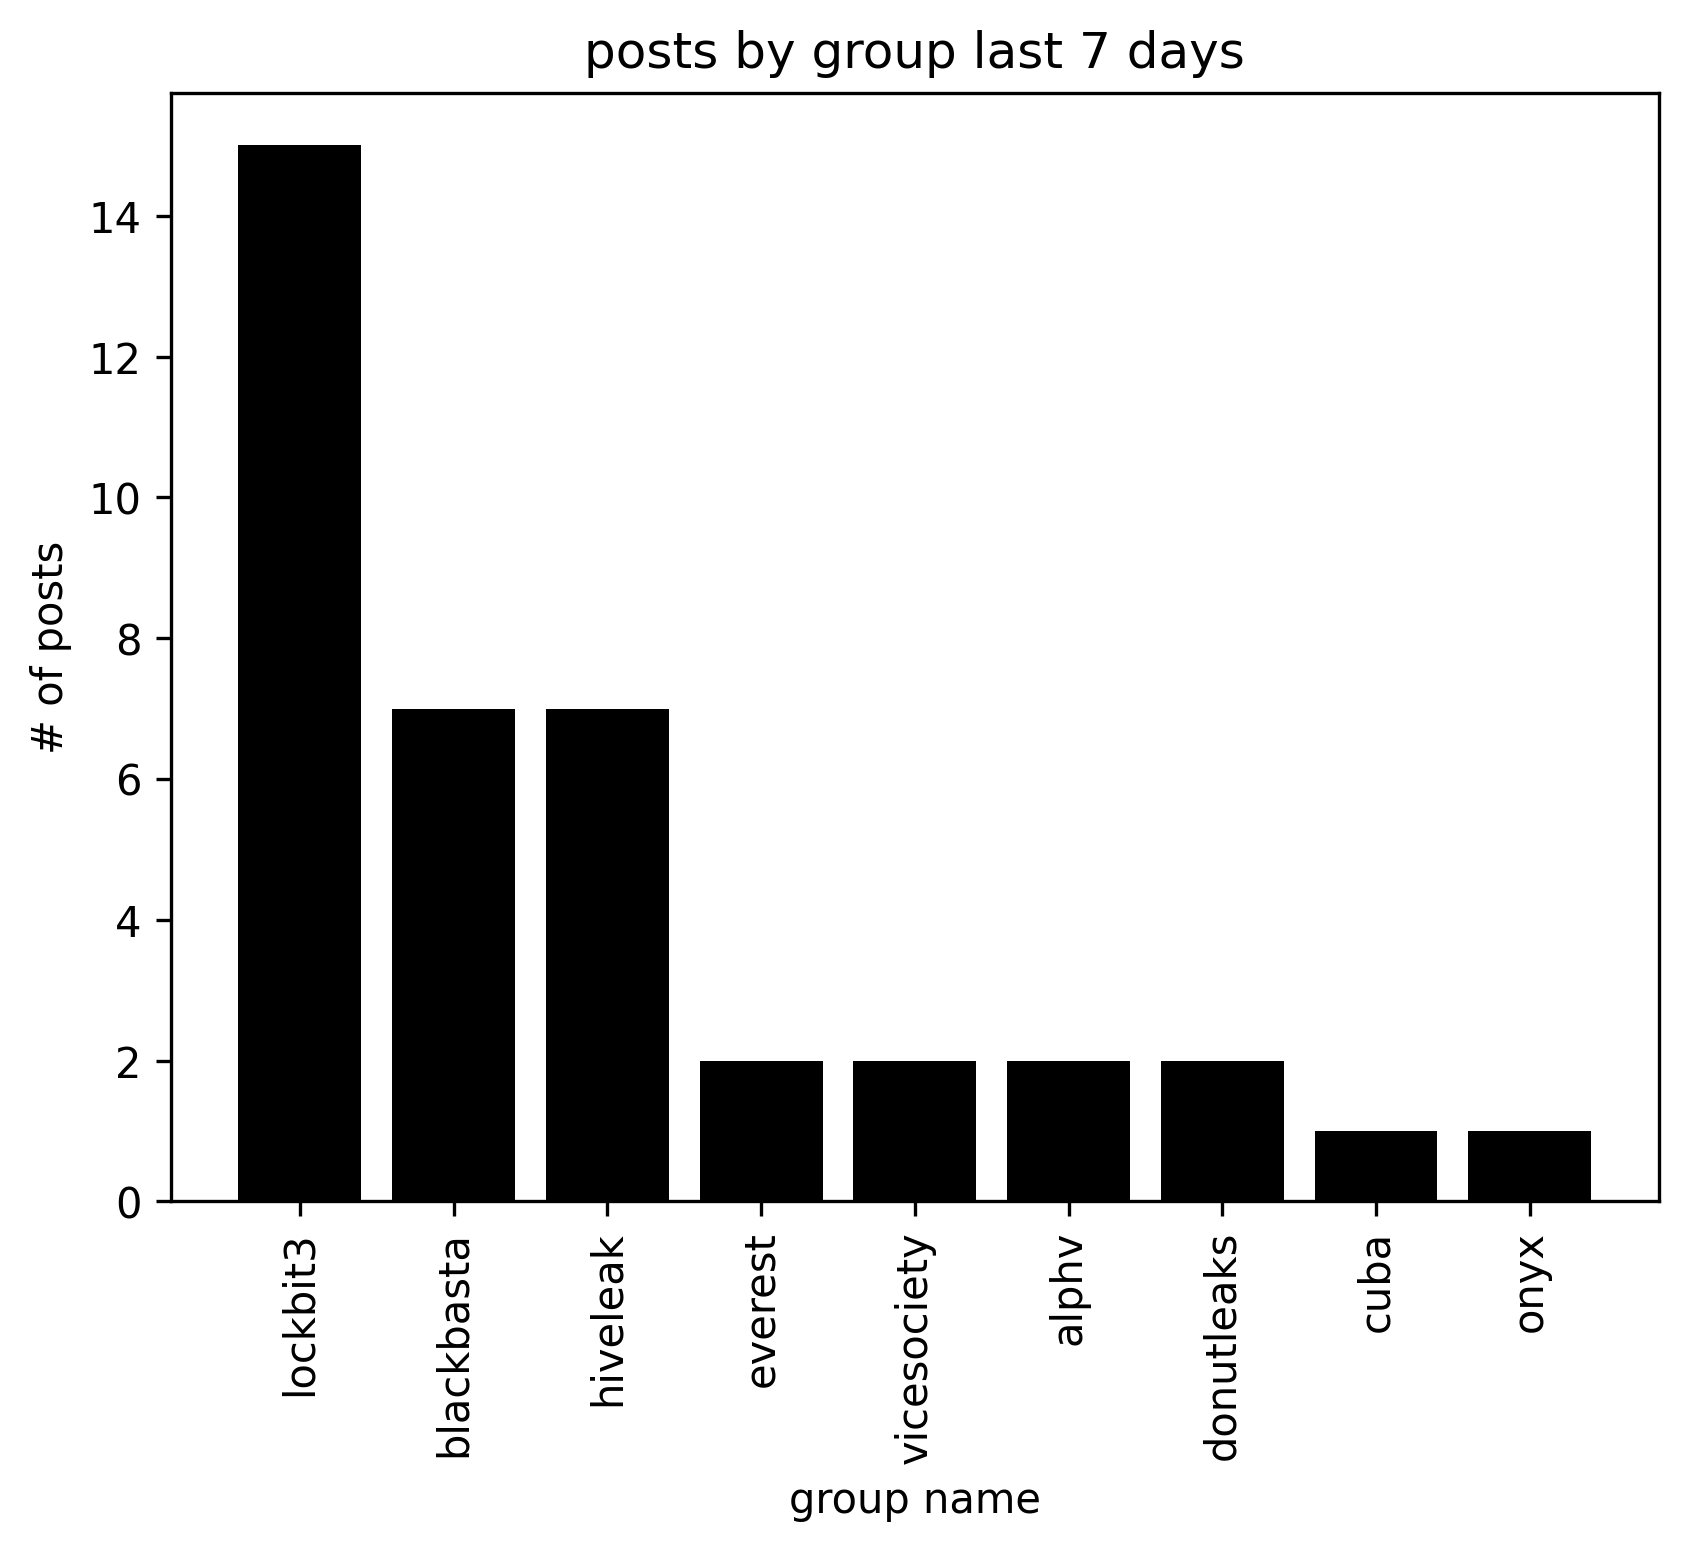 posts by group last 7 days
# of posts
14
12
10
8
6
4
2
0
lockbit3
blackbasta
hiveleak
everest
vicesociety
alphv
donutleaks
cuba
onyx
group name